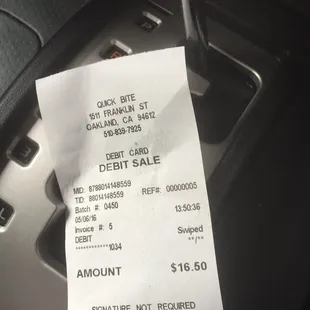 QUICK BITE
1511 FRANKLIN ST
OAKLAND, CA 94612
510-839-7925
DEBIT CARD
DEBIT SALE
MID: 8788014148559
TID: 88014148559 REF#: 00000005
Batch #: 0450
05/06/16 13:50:36
Invoice #: 5
DEBIT Swiped
************1034 **/**
AMOUNT $16.50
SIGNATURE NOT REQUIRED